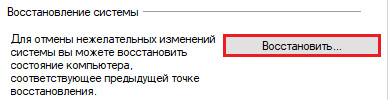 Восстановление системы
Для отмены нежелательных изменений
системы вы можете восстановить
состояние компьютера,
соответствующее предыдущей точке
восстановления.
Восстановить...